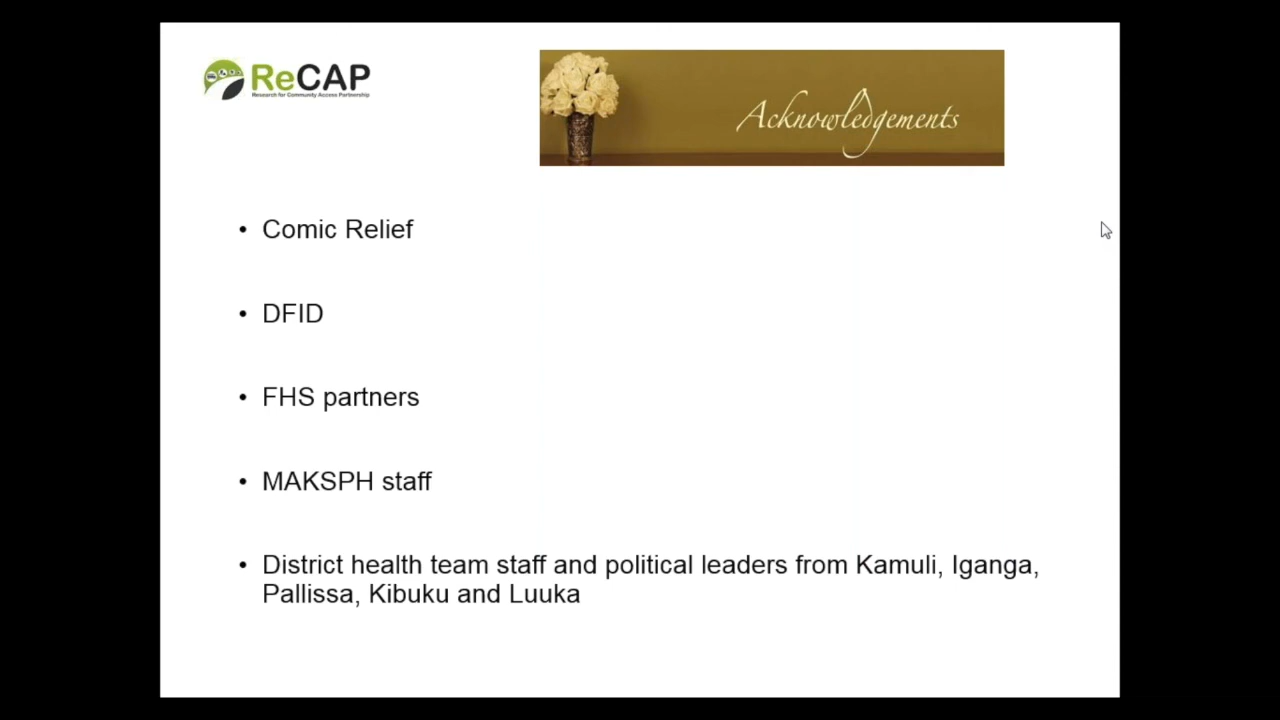 ReCAP
Research for Community Access Partnership
Acknowledgements
• Comic Relief
• DFID
• FHS partners
• MAKSPH staff
• District health team staff and political leaders from Kamuli, Iganga,
Pallissa, Kibuku and Luuka